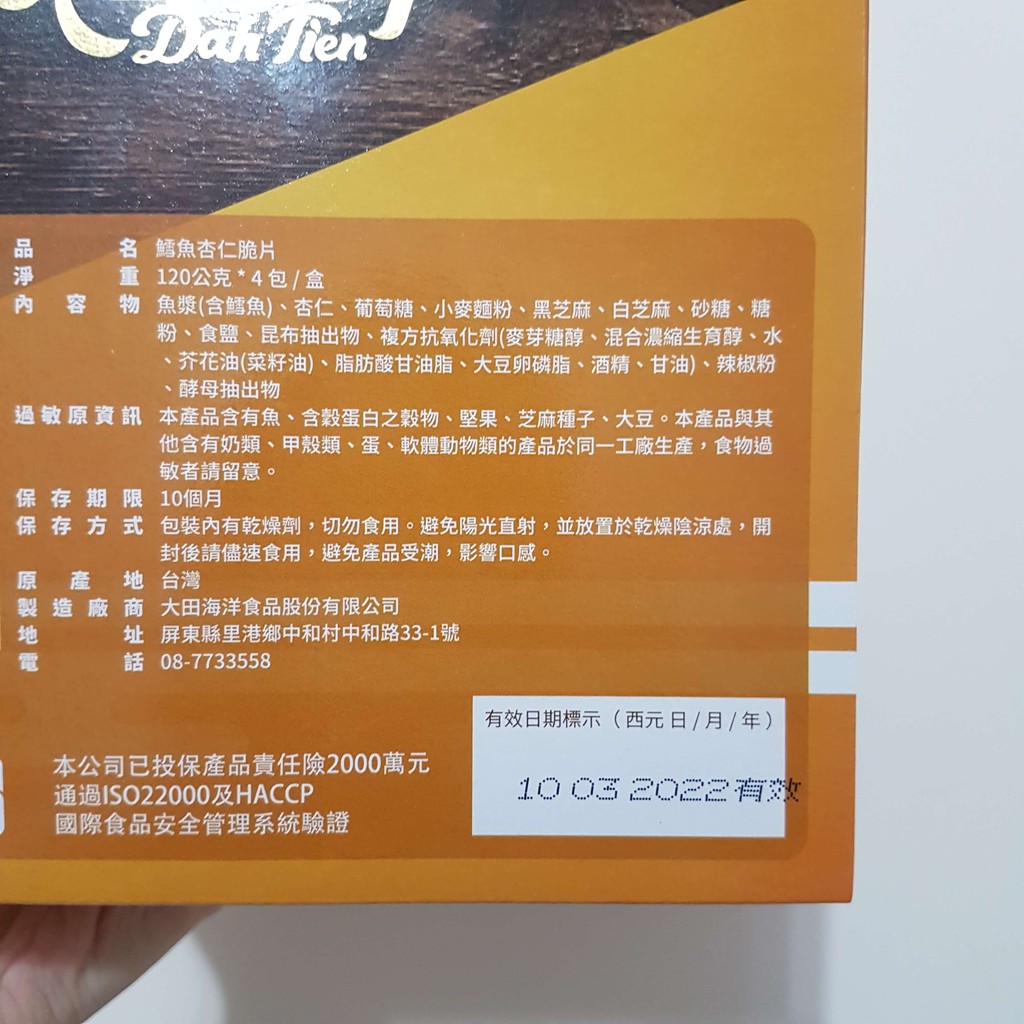 Dah Tien
品名 鱈魚杏仁脆片
淨重 120公克*4包/盒
內容物 魚漿(含鱈魚)、杏仁、葡萄糖、小麥麵粉、黑芝麻、白芝麻、砂糖、糖
粉、食鹽、昆布抽出物、複方抗氧化劑(麥芽糖醇、混合濃縮生育醇、水
、芥花油(菜籽油)、脂肪酸甘油脂、大豆卵磷脂、酒精、甘油)、辣椒粉
、酵母抽出物
過敏原資訊 本產品含有魚、含穀蛋白之穀物、堅果、芝麻種子、大豆。本產品與其
他含有奶類、甲殼類、蛋、軟體動物類的產品於同一工廠生產，食物過
敏者請留意。
保存期限 10個月
保存方式 包裝內有乾燥劑，切勿食用。避免陽光直射，並放置於乾燥陰涼處，開
封後請儘速食用，避免產品受潮，影響口感。
原產地 台灣
製造廠商 大田海洋食品股份有限公司
地址 屏東縣里港鄉中和村中和路33-1號
電話 08-7733558
有效日期標示（西元 日/月/年）
10 03 2022有效
本公司已投保產品責任險2000萬元
通過ISO22000及HACCP
國際食品安全管理系統驗證